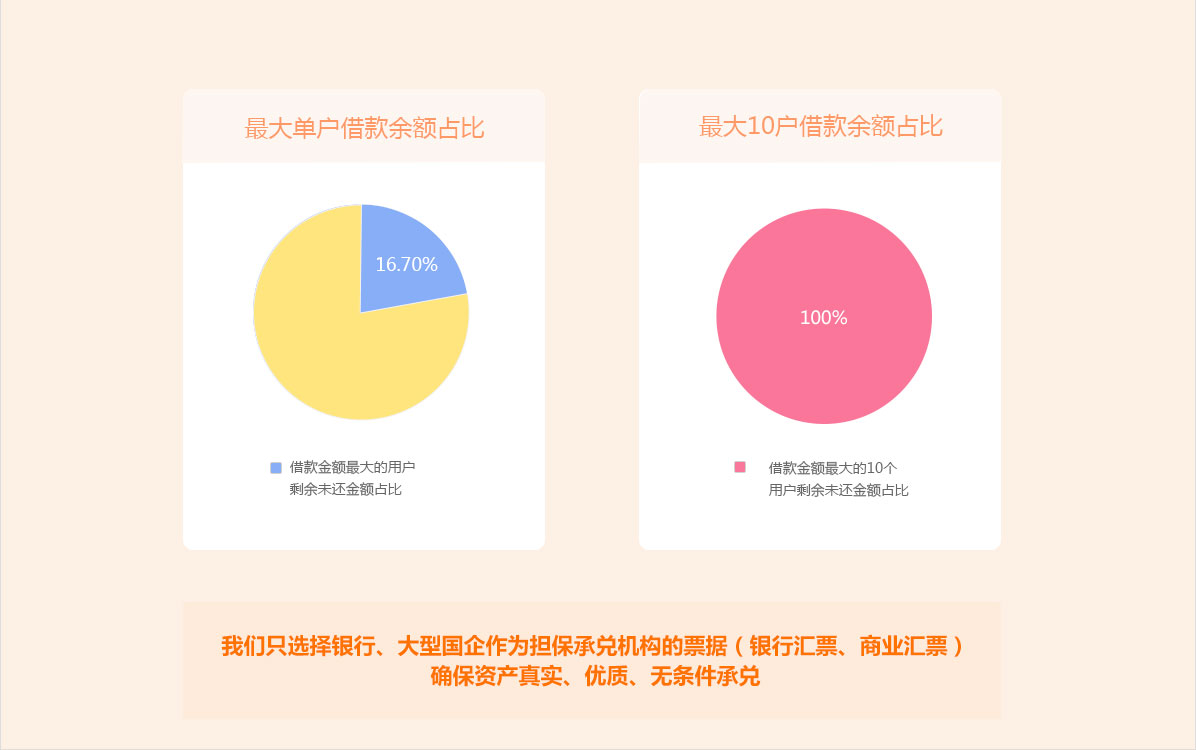 最大单户借款余额占比
16.70%
借款金额最大的用户
剩余未还金额占比
最大10户借款余额占比
100%
借款金额最大的10个
用户剩余未还金额占比
我们只选择银行、大型国企作为担保承兑机构的票据（银行汇票、商业汇票）
确保资产真实、优质、无条件承兑